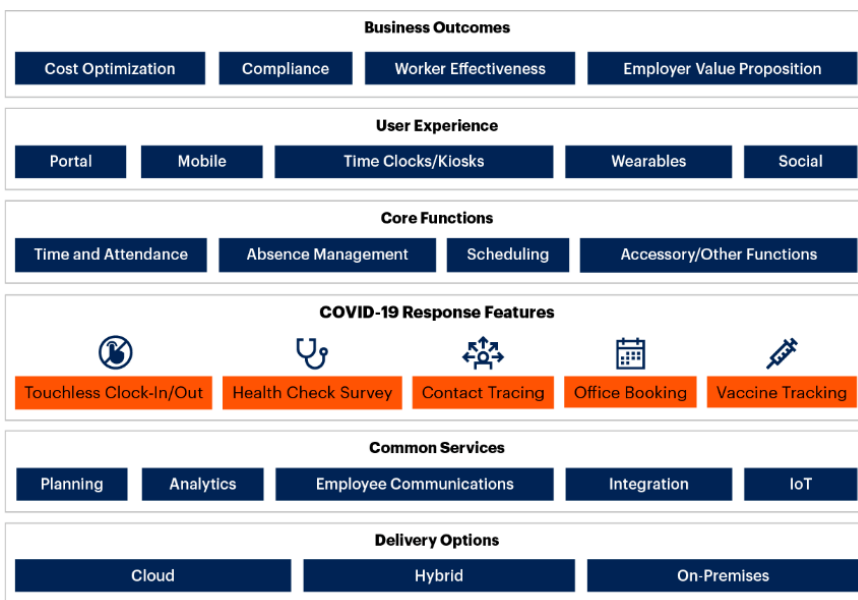 Business Outcomes
Cost Optimization Compliance Worker Effectiveness Employer Value Proposition
User Experience
Portal Mobile Time Clocks/Kiosks Wearables Social
Core Functions
Time and Attendance Absence Management Scheduling Accessory/Other Functions
COVID-19 Response Features
Touchless Clock-In/Out Health Check Survey Contact Tracing Office Booking Vaccine Tracking
Common Services
Planning Analytics Employee Communications Integration IoT
Delivery Options
Cloud Hybrid On-Premises